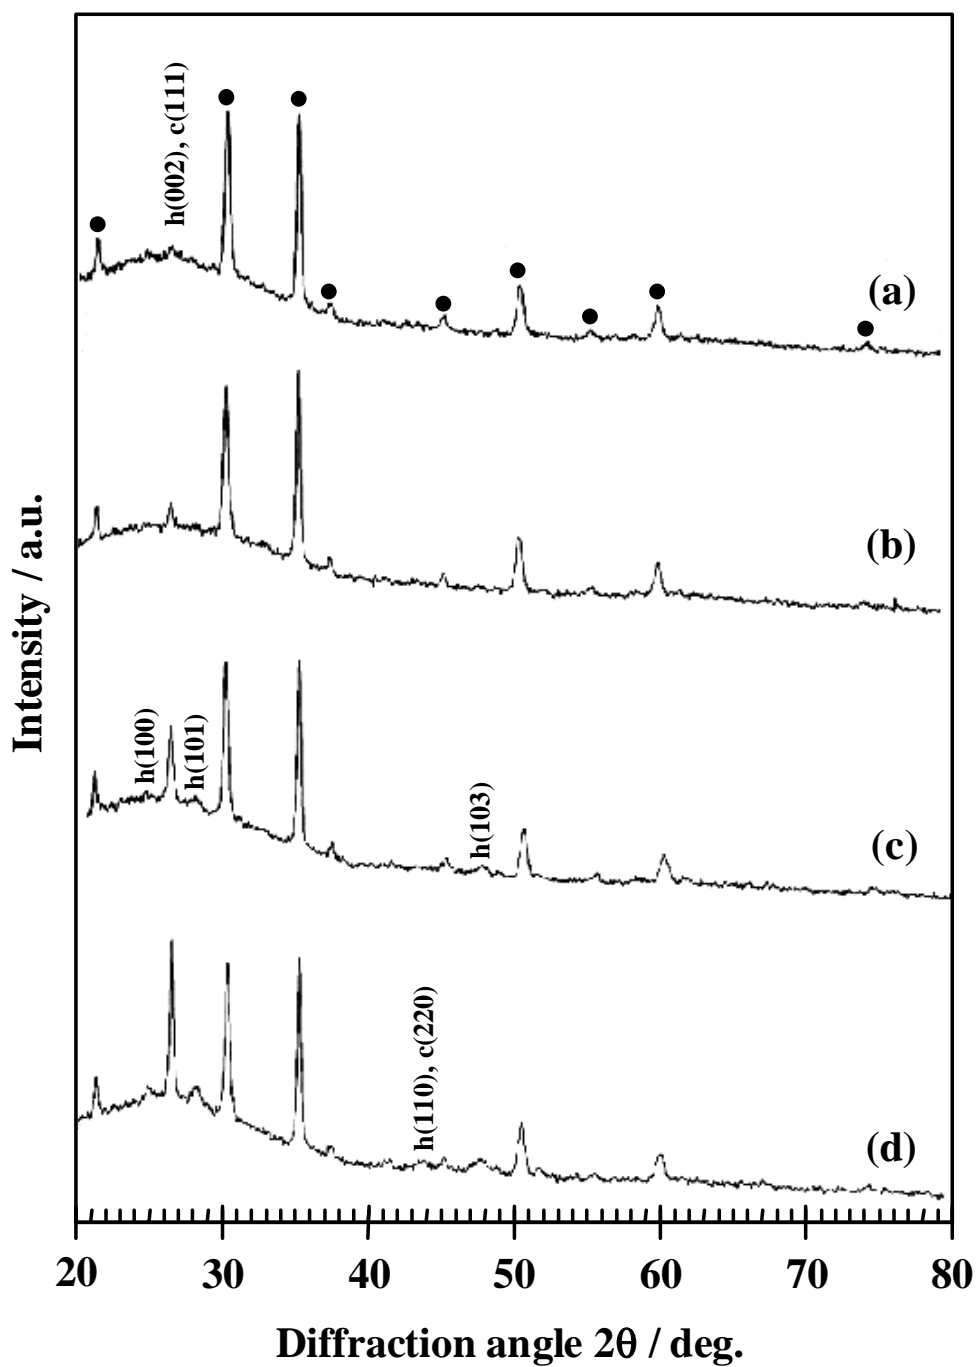 h(002), c(111)
(a)
(b)
h(100)
h(101)
h(103)
(c)
h(110), c(220)
(d)
Intensity / a.u.
20 30 40 50 60 70 80
Diffraction angle 2θ / deg.